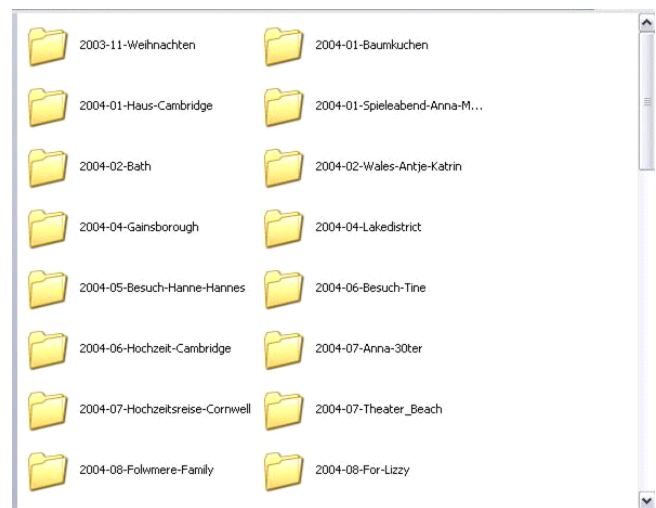 2003-11-Weihnachten
2004-01-Baumkuchen
2004-01-Haus-Cambridge
2004-01-Spieleabend-Anna-M...
2004-02-Bath
2004-02-Wales-Antje-Katrin
2004-04-Gainsborough
2004-04-Lakedistrict
2004-05-Besuch-Hanne-Hannes
2004-06-Besuch-Tine
2004-06-Hochzeit-Cambridge
2004-07-Anna-30ter
2004-07-Hochzeitsreise-Cornwell
2004-07-Theater_Beach
2004-08-Folwmere-Family
2004-08-For-Lizzy